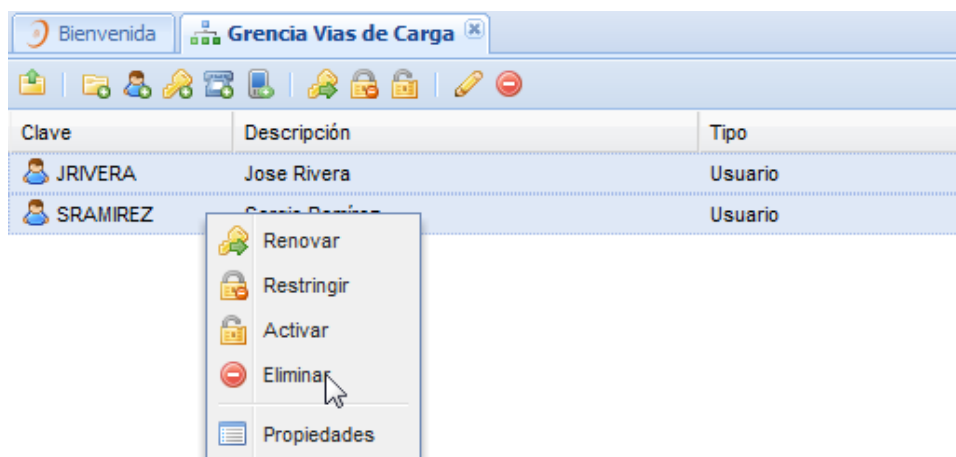 Bienvenida
Grencia Vias de Carga
Clave Descripción Tipo
JRIVERA Jose Rivera Usuario
SRAMIREZ Usuario
Renovar
Restringir
Activar
Eliminar
Propiedades